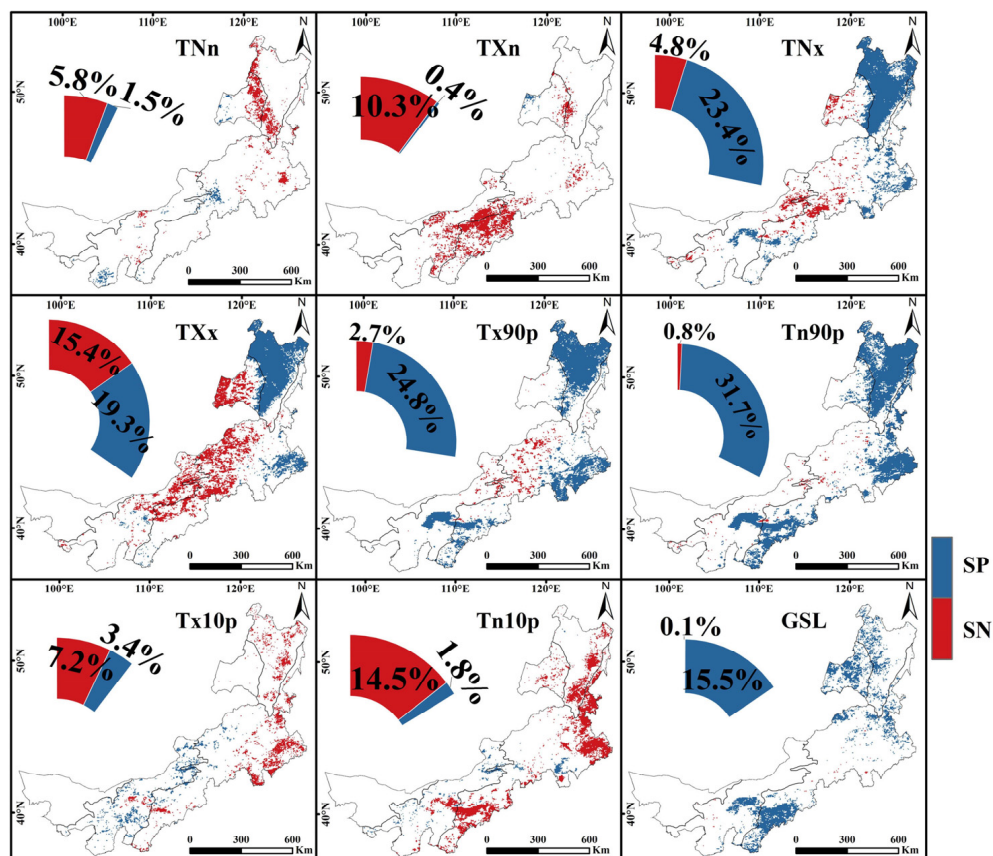 100°E 110°E 120°E 100°E 110°E 120°E 100°E 110°E 120°E
N N N
TNn TXn TNx
50°N 50°N 50°N
5.8% 1.5% 10.3% 0.4% 4.8% 23.4%
40°N 40°N 40°N
0 300 600 0 300 600 0 300 600
Km Km Km
100°E 110°E 120°E 100°E 110°E 120°E 100°E 110°E 120°E
N N N
TXx Tx90p Tn90p
50°N 50°N 50°N
15.4% 19.3% 2.7% 24.8% 0.8% 31.7%
40°N 40°N 40°N
0 300 600 0 300 600 0 300 600
Km Km Km
SP
SN
100°E 110°E 120°E 100°E 110°E 120°E 100°E 110°E 120°E
N N N
Tx10p Tn10p GSL
50°N 50°N 50°N
7.2% 3.4% 14.5% 1.8% 0.1% 15.5%
40°N 40°N 40°N
0 300 600 0 300 600 0 300 600
Km Km Km